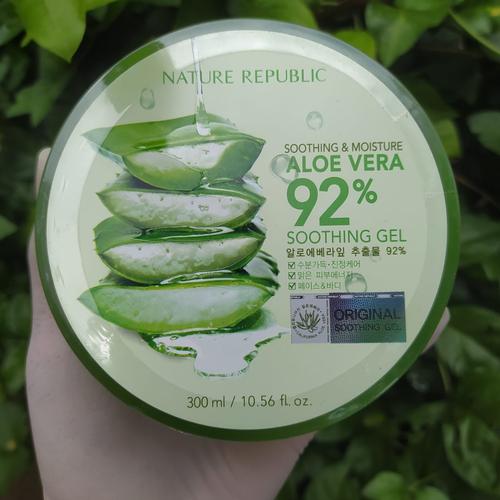 NATURE REPUBLIC
SOOTHING & MOISTURE
ALOE VERA
92%
SOOTHING GEL
알로에베라잎 추출물 92%
수분가득·진정케어
맑은 피부에너지
페이스&바디
ORIGINAL
SOOTHING GEL
300 ml / 10.56 fl. oz.